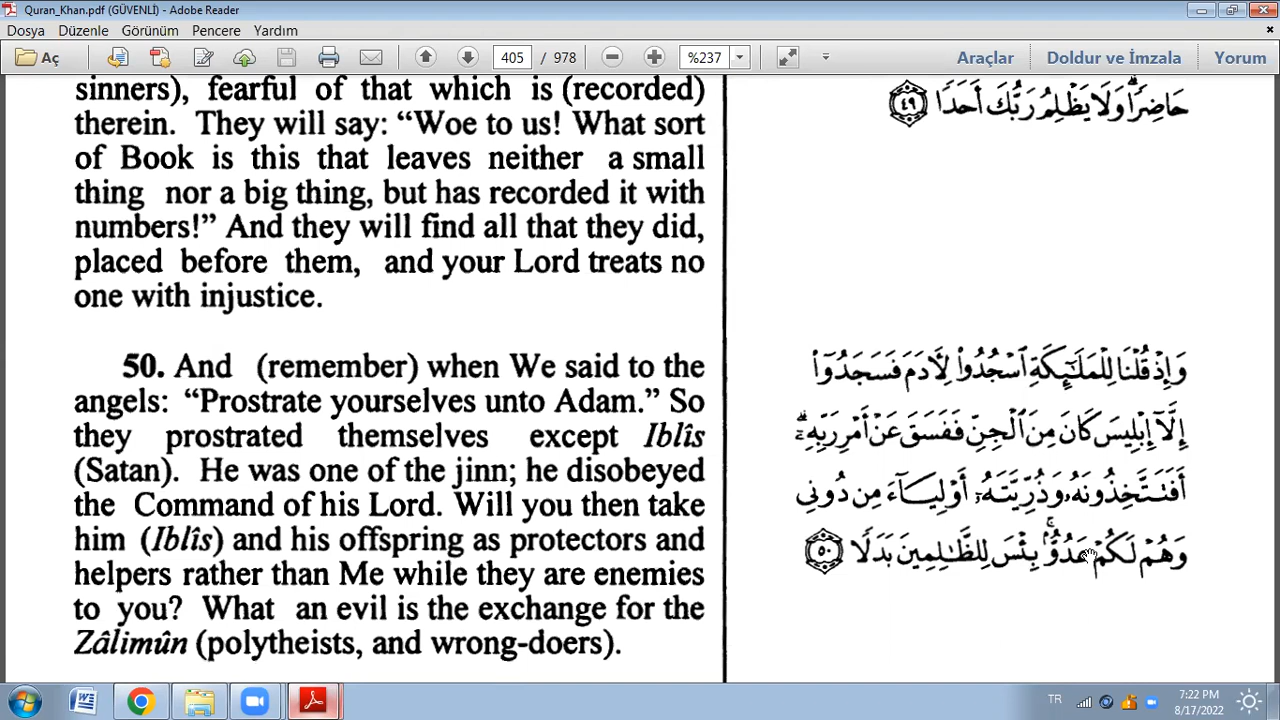 Quran_Khan.pdf (GÜVENLİ) - Adobe Reader
Dosya Düzenle Görünüm Pencere Yardım
Aç 405 / 978 %237 Araçlar Doldur ve İmzala Yorum
sinners), fearful of that which is (recorded)
therein. They will say: “Woe to us! What sort
of Book is this that leaves neither a small
thing nor a big thing, but has recorded it with
numbers!” And they will find all that they did,
placed before them, and your Lord treats no
one with injustice.
50. And (remember) when We said to the
angels: “Prostrate yourselves unto Adam.” So
they prostrated themselves except Iblîs
(Satan). He was one of the jinn; he disobeyed
the Command of his Lord. Will you then take
him (Iblîs) and his offspring as protectors and
helpers rather than Me while they are enemies
to you? What an evil is the exchange for the
Zâlimûn (polytheists, and wrong-doers).
حَاضِرًا ۗ وَلَا يَظْلِمُ رَبُّكَ أَحَدًا ٤٩
وَإِذْ قُلْنَا لِلْمَلَٰٓئِكَةِ ٱسْجُدُوا۟ لِءَادَمَ فَسَجَدُوٓا۟
إِلَّآ إِبْلِيسَ كَانَ مِنَ ٱلْجِنِّ فَفَسَقَ عَنْ أَمْرِ رَبِّهِۦٓ ۗ
أَفَتَتَّخِذُونَهُۥ وَذُرِّيَّتَهُۥٓ أَوْلِيَآءَ مِن دُونِى
وَهُمْ لَكُمْ عَدُوٌّۢ ۚ بِئْسَ لِلظَّٰلِمِينَ بَدَلًا ٥٠
TR 7:22 PM
8/17/2022